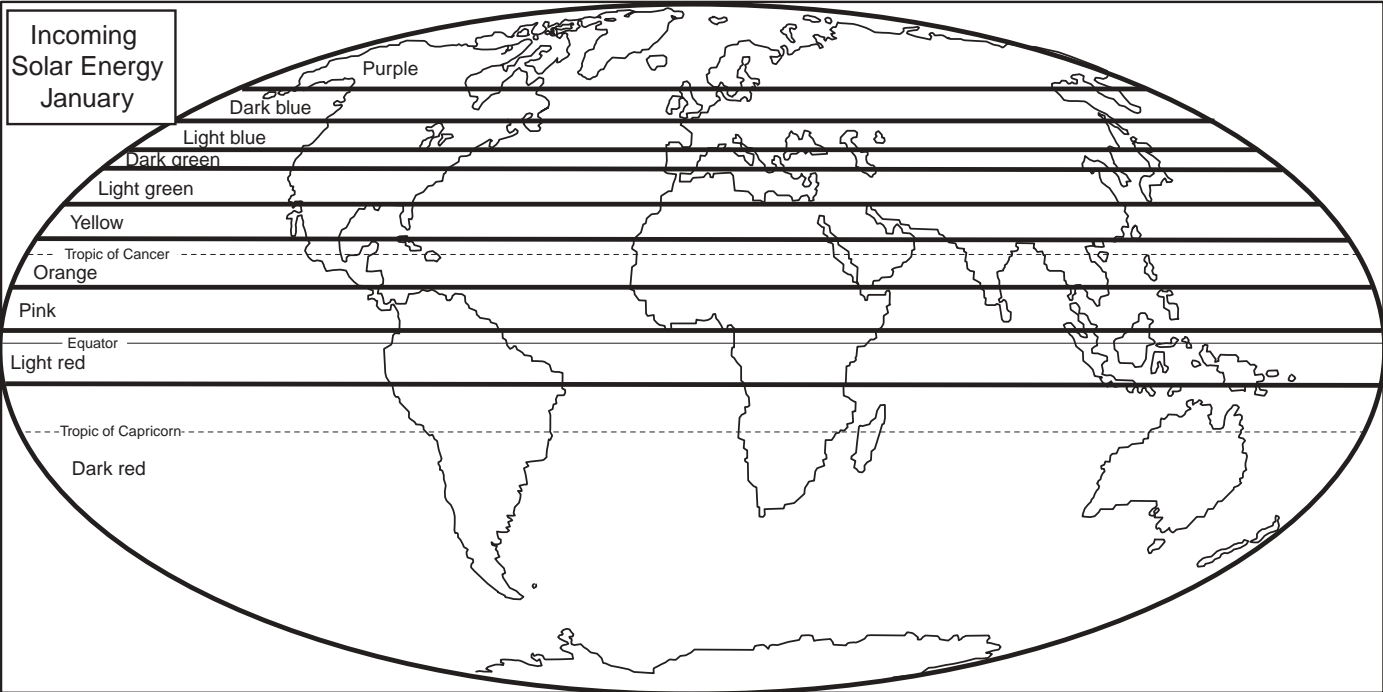 Incoming
Solar Energy
January
Purple
Dark blue
Light blue
Dark green
Light green
Yellow
Tropic of Cancer
Orange
Pink
Equator
Light red
Tropic of Capricorn
Dark red